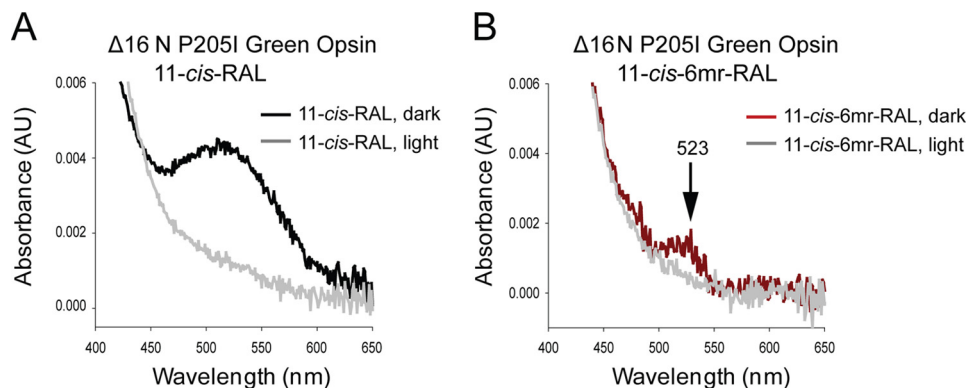 A
Δ16 N P205I Green Opsin
11-cis-RAL
0.006
0.004
0.002
0.000
Absorbance (AU)
11-cis-RAL, dark
11-cis-RAL, light
400 450 500 550 600 650
Wavelength (nm)
B
Δ16 N P205I Green Opsin
11-cis-6mr-RAL
0.006
0.004
0.002
0.000
Absorbance (AU)
11-cis-6mr-RAL, dark
11-cis-6mr-RAL, light
523
400 450 500 550 600 650
Wavelength (nm)